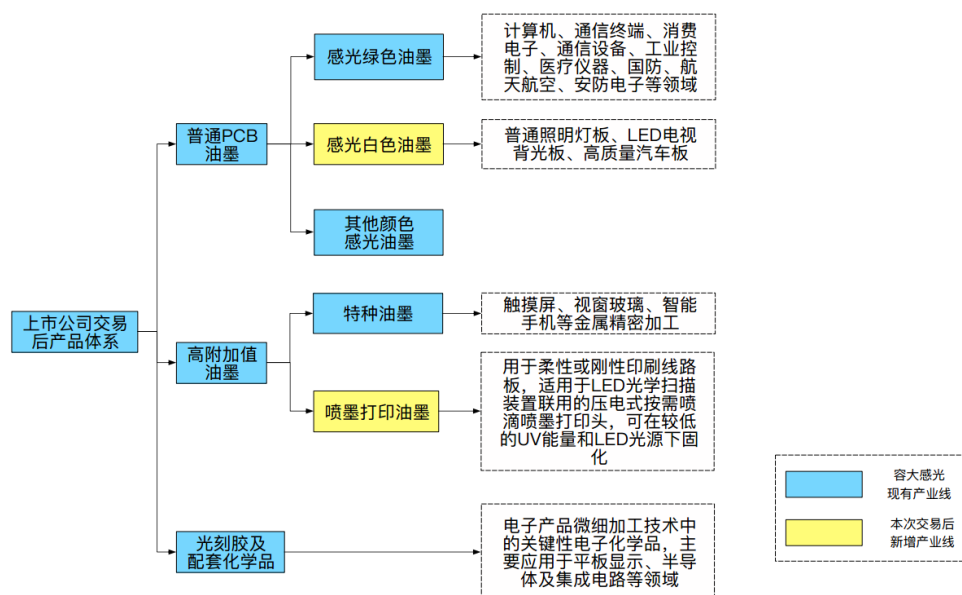 感光绿色油墨
计算机、通信终端、消费
电子、通信设备、工业控
制、医疗仪器、国防、航
天航空、安防电子等领域
普通PCB
油墨
感光白色油墨
普通照明灯板、LED电视
背光板、高质量汽车板
其他颜色
感光油墨
上市公司交易
后产品体系
特种油墨
触摸屏、视窗玻璃、智能
手机等金属精密加工
高附加值
油墨
喷墨打印油墨
用于柔性或刚性印刷线路
板，适用于LED光学扫描
装置联用的压电式按需喷
滴喷墨打印头，可在较低
的UV能量和LED光源下固
化
光刻胶及
配套化学品
电子产品微细加工技术中
的关键性电子化学品，主
要应用于平板显示、半导
体及集成电路等领域
容大感光
现有产业线
本次交易后
新增产业线